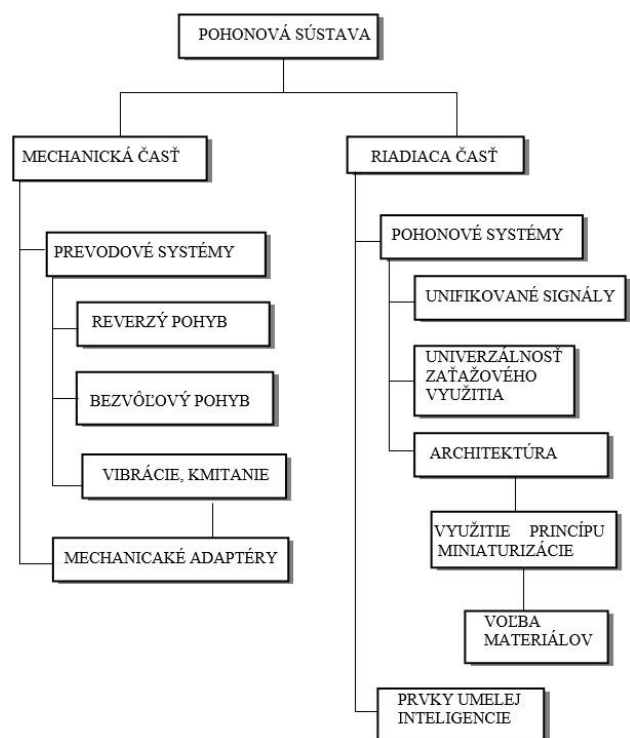 POHONOVÁ SÚSTAVA
MECHANICKÁ ČASŤ
PREVODOVÉ SYSTÉMY
REVERZÝ POHYB
BEZVÔĽOVÝ POHYB
VIBRÁCIE, KMITANIE
MECHANICAKÉ ADAPTÉRY
RIADIACA ČASŤ
POHONOVÉ SYSTÉMY
UNIFIKOVANÉ SIGNÁLY
UNIVERZÁLNOSŤ
ZAŤAŽOVÉHO
VYUŽITIA
ARCHITEKTÚRA
VYUŽITIE PRINCÍPU
MINIATURIZÁCIE
VOĽBA
MATERIÁLOV
PRVKY UMELEJ
INTELIGENCIE